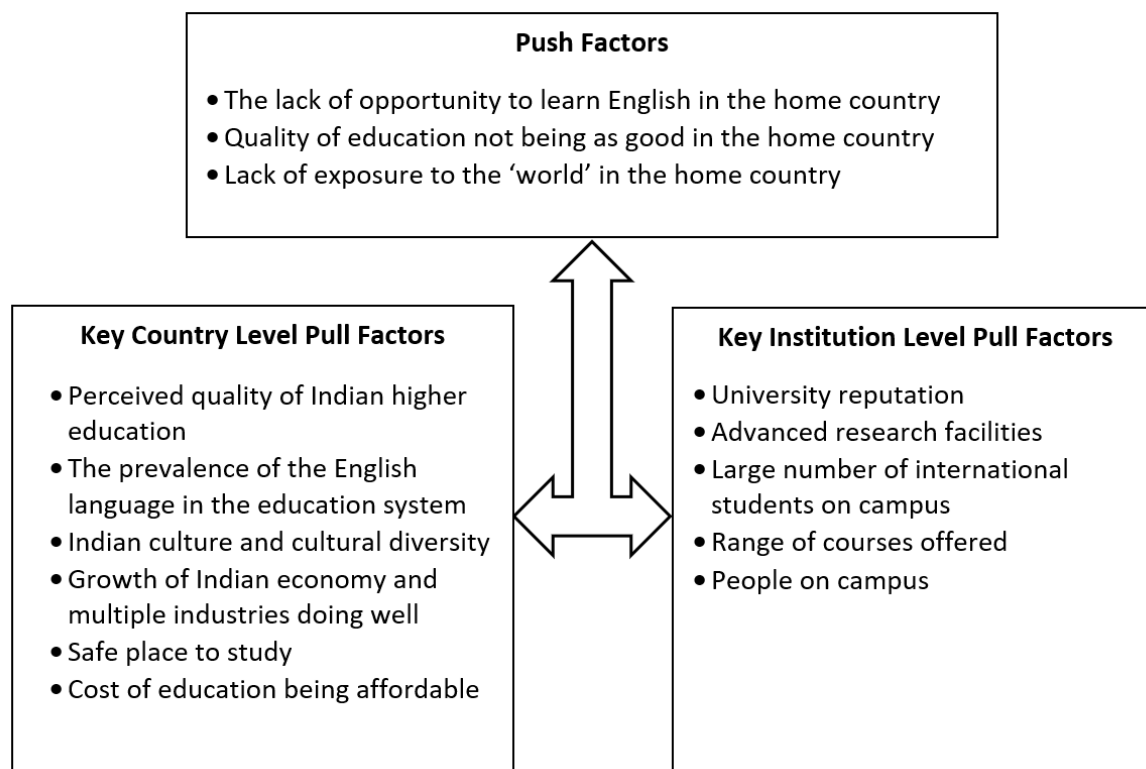 Push Factors
• The lack of opportunity to learn English in the home country
• Quality of education not being as good in the home country
• Lack of exposure to the ‘world’ in the home country
Key Country Level Pull Factors
• Perceived quality of Indian higher
education
• The prevalence of the English
language in the education system
• Indian culture and cultural diversity
• Growth of Indian economy and
multiple industries doing well
• Safe place to study
• Cost of education being affordable
Key Institution Level Pull Factors
• University reputation
• Advanced research facilities
• Large number of international
students on campus
• Range of courses offered
• People on campus